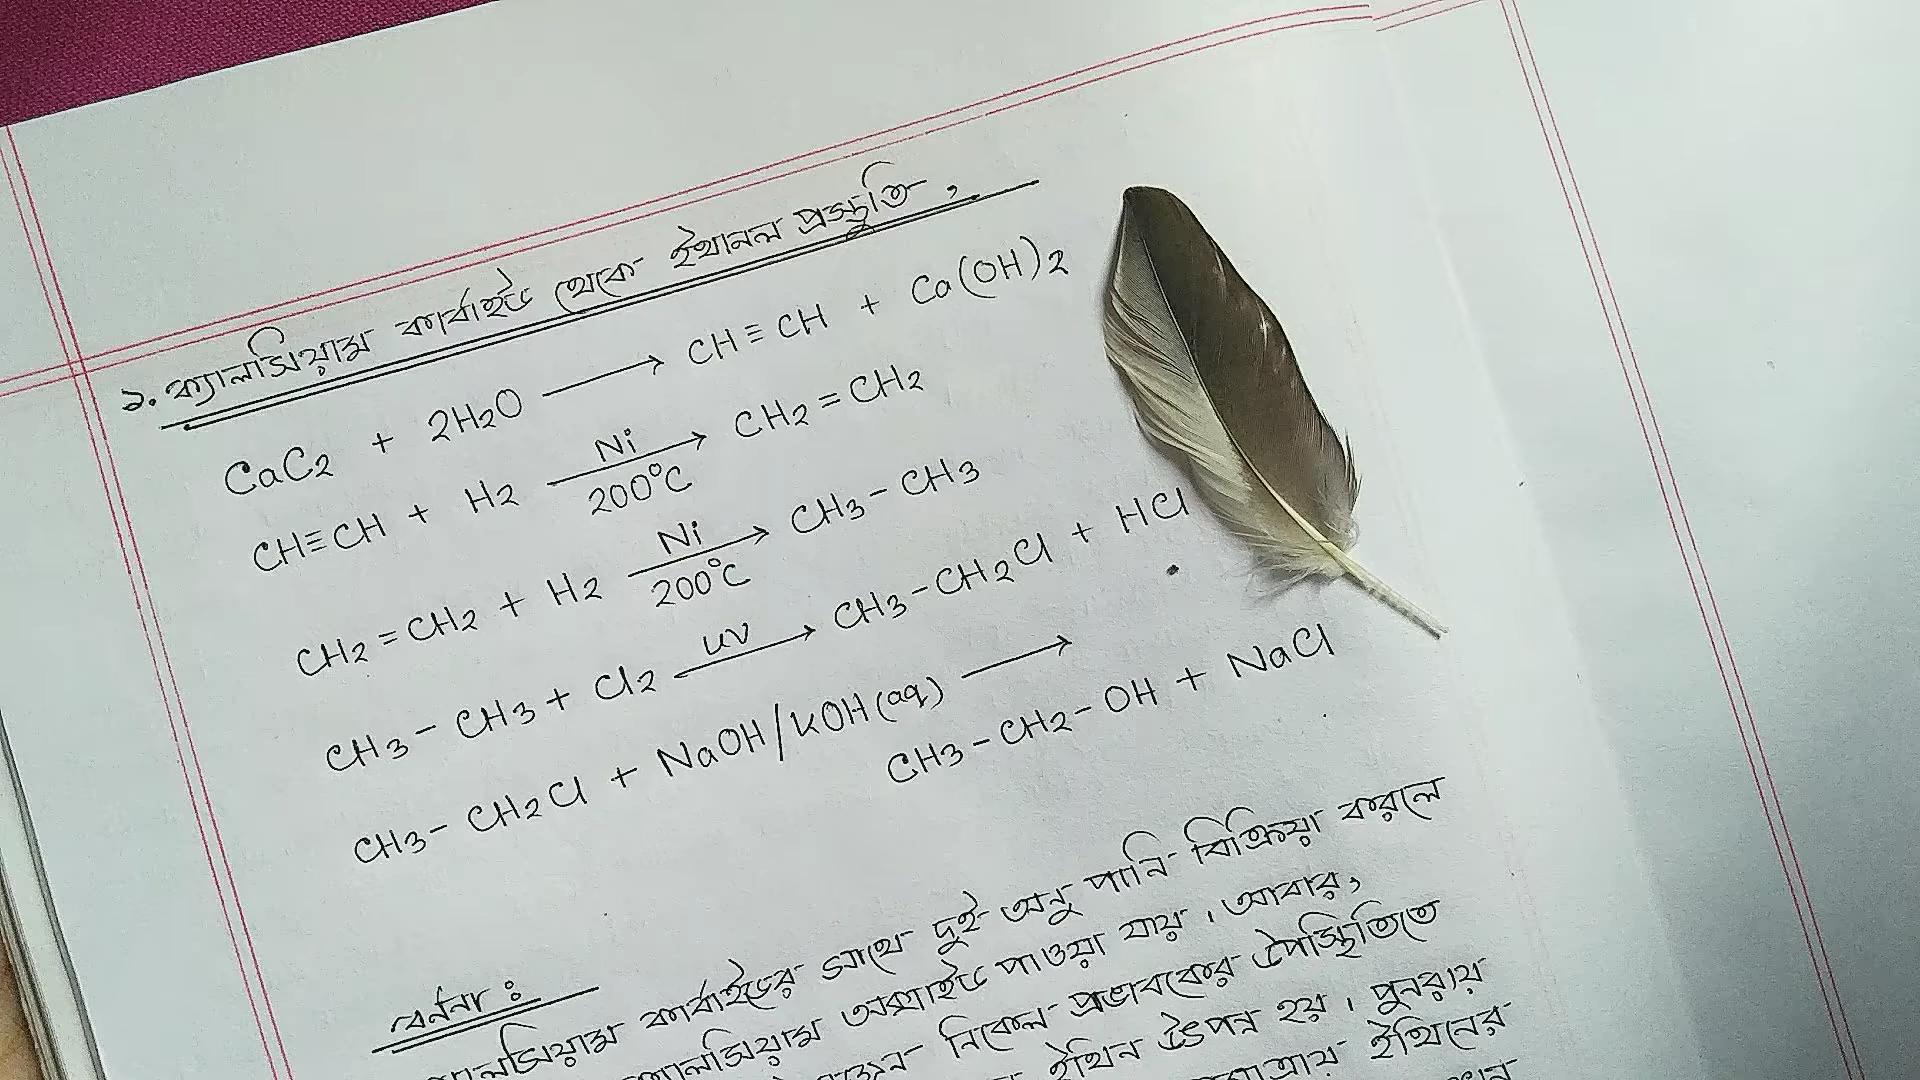 ১. ক্যালসিয়াম কার্বাইড থেকে ইথানল প্রস্তুতি,
CaC2 + 2H2O ⟶ CH≡CH + Ca(OH)2
CH≡CH + H2 Ni 200°C ⟶ CH2=CH2
CH2=CH2 + H2 Ni 200°C ⟶ CH3-CH3
CH3-CH3 + Cl2 UV ⟶ CH3-CH2Cl + HCl
CH3-CH2Cl + NaOH/KOH(aq) ⟶
CH3-CH2-OH + NaCl
বর্ননা :
কার্বাইডের সাথে দুই অনু পানি বিক্রিয়া করলে
অক্সাইড পাওয়া যায়। আবার,
নিকেল প্রভাবকের উপস্থিতিতে
ইথিন উৎপন্ন হয়। পুনরায়
ইথিনের